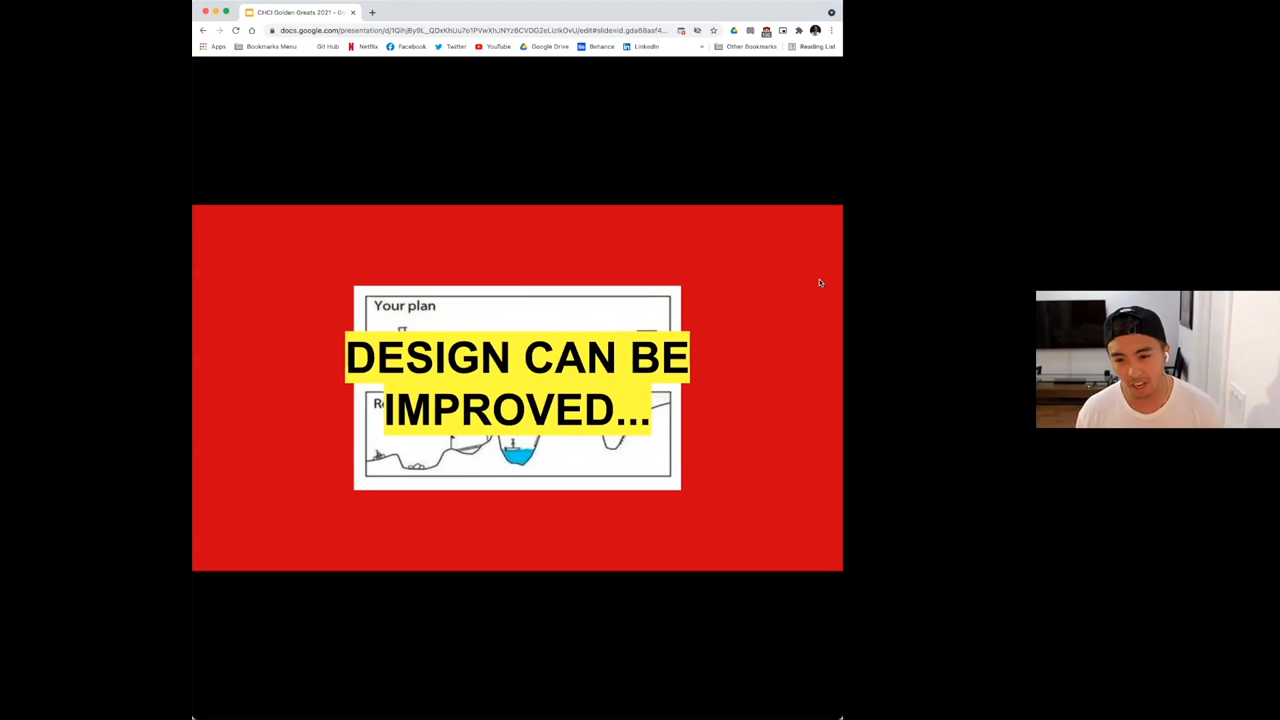 CHCI Golden Greats 2021 - Go
Apps
Bookmarks Menu
Git Hub
Netflix
Facebook
Twitter
YouTube
Google Drive
Behance
LinkedIn
»
Other Bookmarks
Reading List
Your plan
DESIGN CAN BE
IMPROVED...